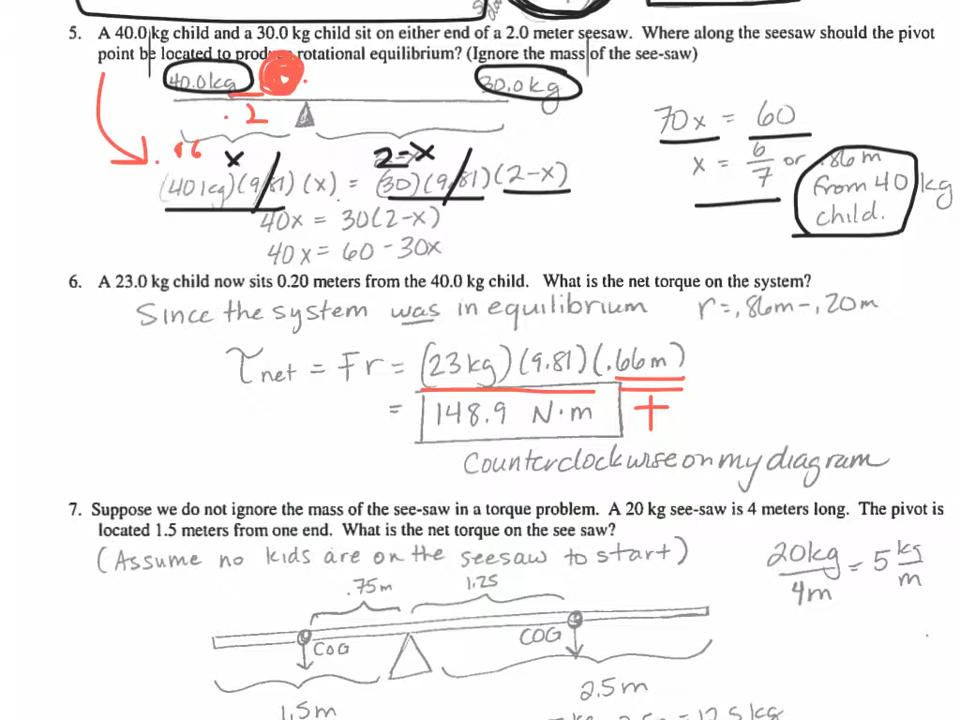 5. A 40.0 kg child and a 30.0 kg child sit on either end of a 2.0 meter seesaw. Where along the seesaw should the pivot
point be located to produce rotational equilibrium? (Ignore the mass of the see-saw)
40.0kg 30.0kg
.2
.66 x 2-x
(40kg)(9.81)(x) = (30)(9.81)(2-x)
40x = 30(2-x)
40x = 60 - 30x
70x = 60
x = 6/7 or .86m
from 40 kg
child.
6. A 23.0 kg child now sits 0.20 meters from the 40.0 kg child. What is the net torque on the system?
Since the system was in equilibrium r=.86m-.20m
τnet = Fr = (23kg)(9.81)(.66m)
= 148.9 N·m +
Counterclockwise on my diagram
7. Suppose we do not ignore the mass of the see-saw in a torque problem. A 20 kg see-saw is 4 meters long. The pivot is
located 1.5 meters from one end. What is the net torque on the see saw?
(Assume no kids are on the seesaw to start)
20kg/4m = 5 kg/m
.75m 1.25
COG COG
1.5m 2.5m
= 12.5kg